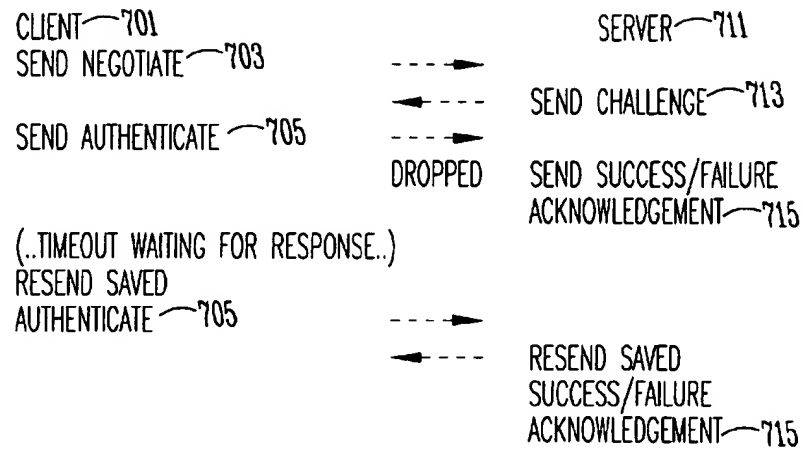 CLIENT 701
SERVER 711
SEND NEGOTIATE 703
SEND CHALLENGE 713
SEND AUTHENTICATE 705
DROPPED
SEND SUCCESS/FAILURE
ACKNOWLEDGEMENT 715
(..TIMEOUT WAITING FOR RESPONSE..)
RESEND SAVED
AUTHENTICATE 705
RESEND SAVED
SUCCESS/FAILURE
ACKNOWLEDGEMENT 715